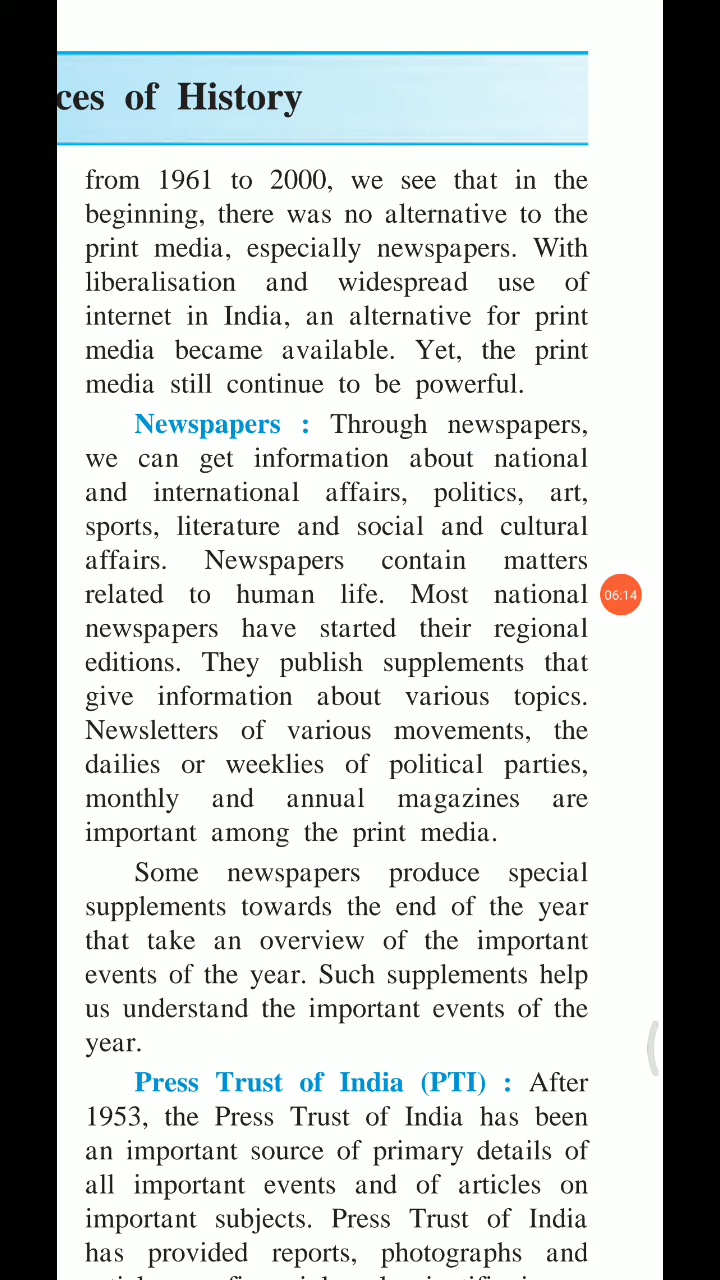 ces of History
from 1961 to 2000, we see that in the
beginning, there was no alternative to the
print media, especially newspapers. With
liberalisation and widespread use of
internet in India, an alternative for print
media became available. Yet, the print
media still continue to be powerful.
Newspapers : Through newspapers,
we can get information about national
and international affairs, politics, art,
sports, literature and social and cultural
affairs. Newspapers contain matters
related to human life. Most national
newspapers have started their regional
editions. They publish supplements that
give information about various topics.
Newsletters of various movements, the
dailies or weeklies of political parties,
monthly and annual magazines are
important among the print media.
06:14
Some newspapers produce special
supplements towards the end of the year
that take an overview of the important
events of the year. Such supplements help
us understand the important events of the
year.
Press Trust of India (PTI) : After
1953, the Press Trust of India has been
an important source of primary details of
all important events and of articles on
important subjects. Press Trust of India
has provided reports, photographs and